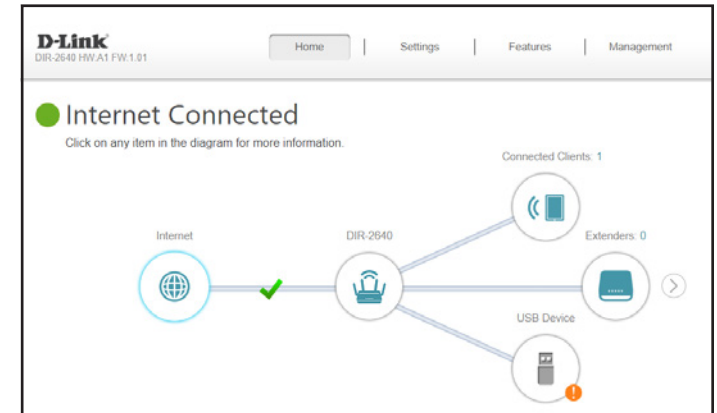 D-Link
DIR-2640 HW:A1 FW:1.01
Home | Settings | Features | Management
Internet Connected
Click on any item in the diagram for more information.
Connected Clients: 1
Internet
DIR-2640
Extenders: 0
USB Device